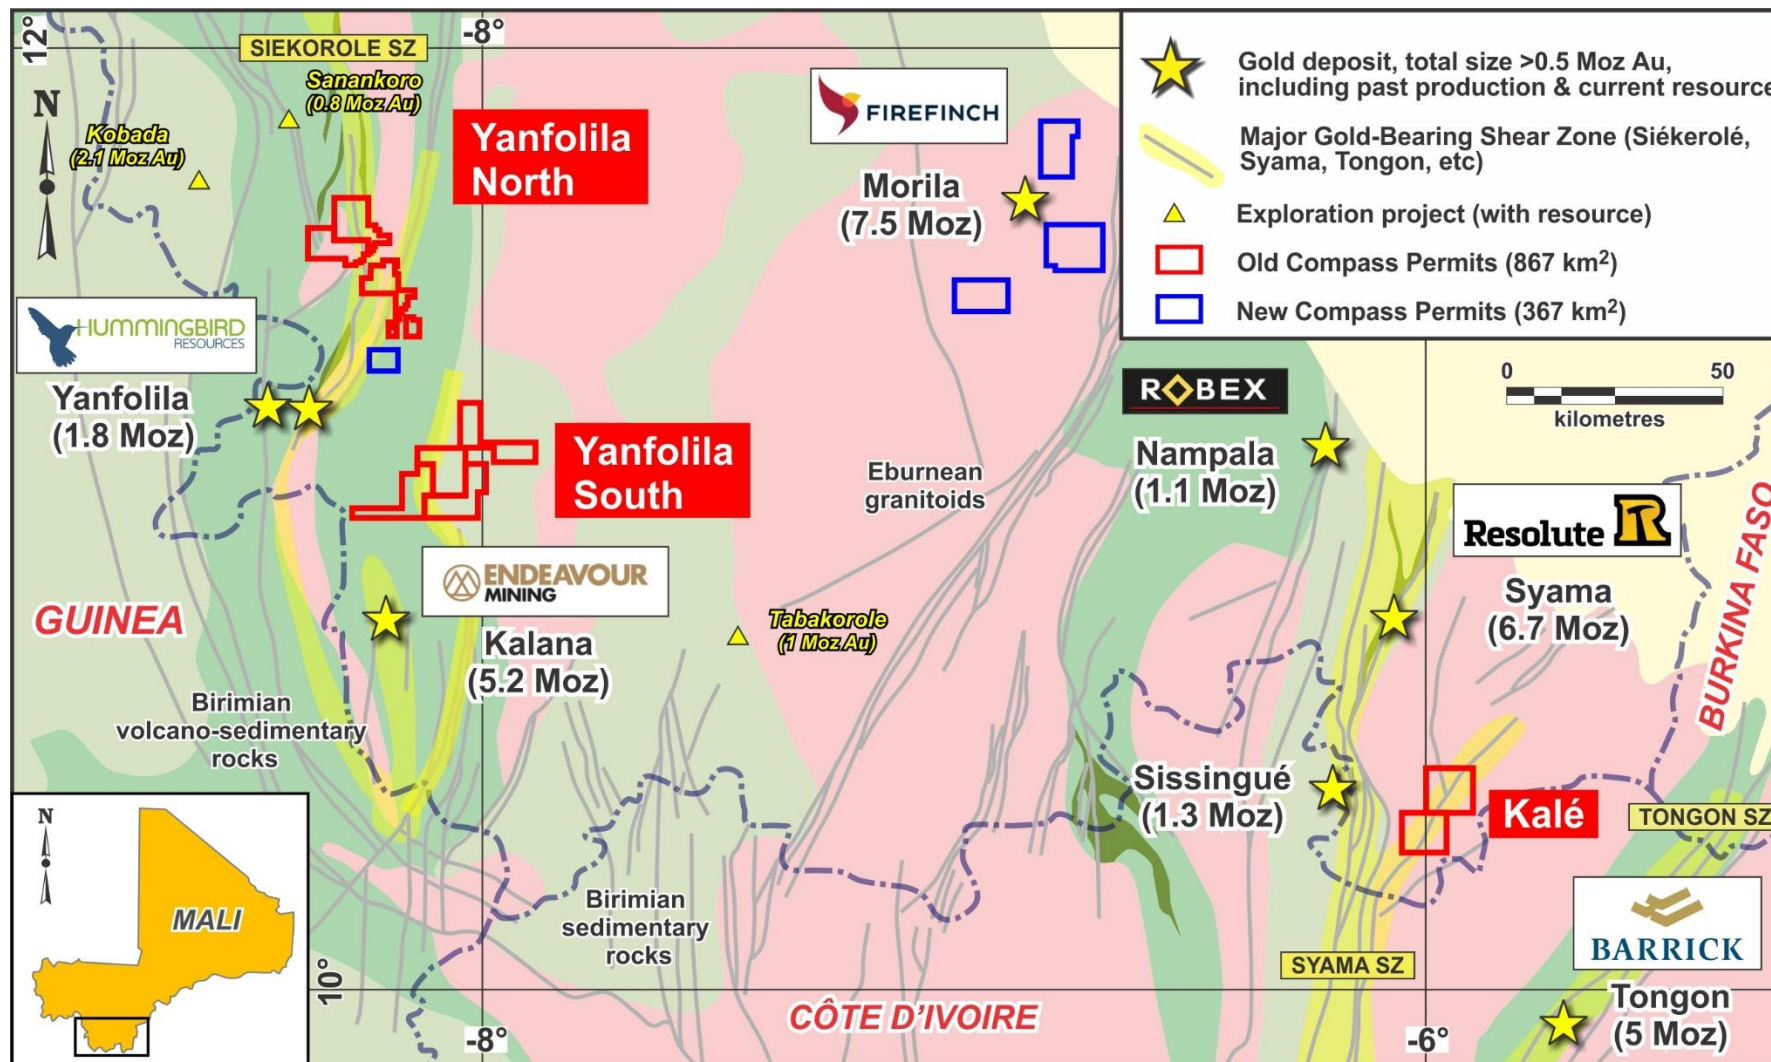 12°
-8°
SIEKOROLE SZ
Sanankoro
(0.8 Moz Au)
N
Kobada
(2.1 Moz Au)
Yanfolila
North
FIREFINCH
Morila
(7.5 Moz)
Gold deposit, total size >0.5 Moz Au,
including past production & current resource
Major Gold-Bearing Shear Zone (Siékerolé,
Syama, Tongon, etc)
Exploration project (with resource)
Old Compass Permits (867 km²)
New Compass Permits (367 km²)
0 50
kilometres
HUMMINGBIRD
RESOURCES
Yanfolila
(1.8 Moz)
Yanfolila
South
Eburnean
granitoids
ROBEX
Nampala
(1.1 Moz)
Resolute
Syama
(6.7 Moz)
BURKINA FASO
ENDEAVOUR
MINING
GUINEA
Kalana
(5.2 Moz)
Tabakorole
(1 Moz Au)
Birimian
volcano-sedimentary
rocks
Sissingué
(1.3 Moz)
Kalé
TONGON SZ
N
MALI
Birimian
sedimentary
rocks
BARRICK
SYAMA SZ
10°
CÔTE D'IVOIRE
Tongon
(5 Moz)
-8°
-6°